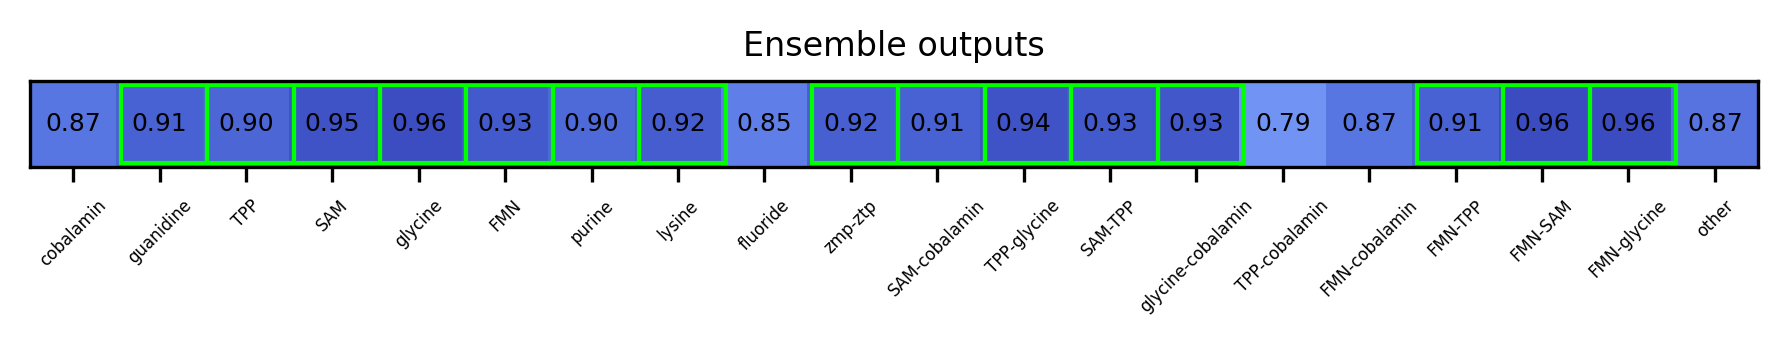 Ensemble outputs
0.87 0.91 0.90 0.95 0.96 0.93 0.90 0.92 0.85 0.92 0.91 0.94 0.93 0.93 0.79 0.87 0.91 0.96 0.96 0.87
cobalamin guanidine TPP SAM glycine FMN purine lysine fluoride zmp-ztp SAM-cobalamin TPP-glycine SAM-TPP glycine-cobalamin TPP-cobalamin FMN-cobalamin FMN-TPP FMN-SAM FMN-glycine other